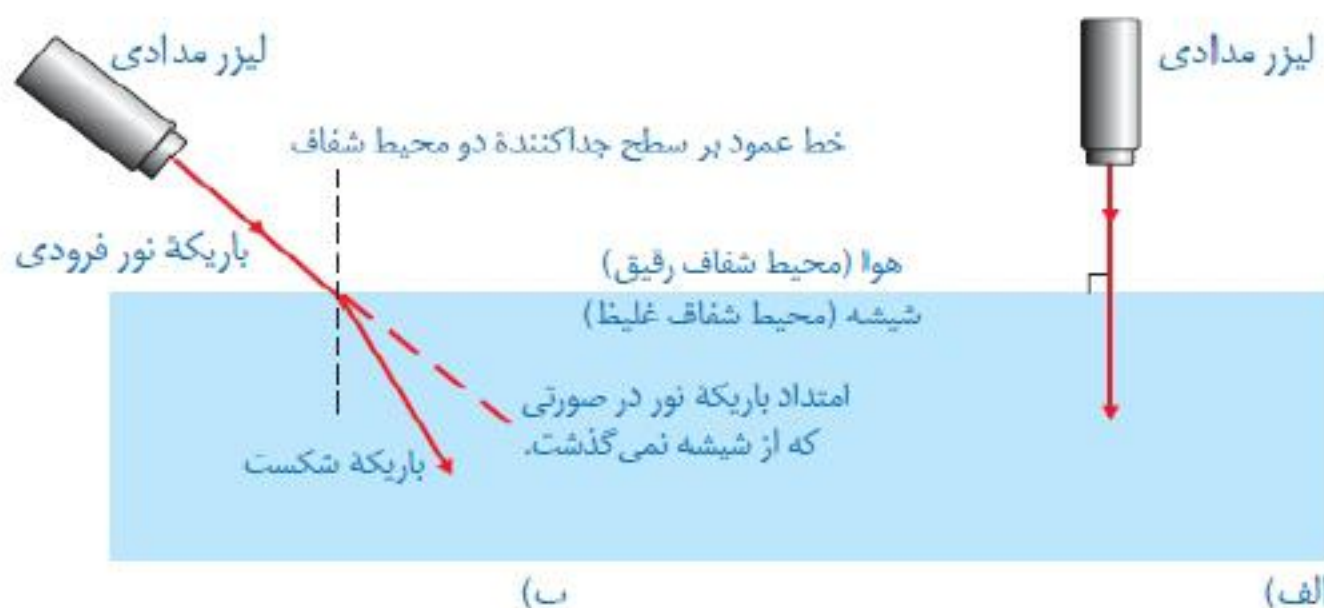 لیزر مدادی
لیزر مدادی
خط عمود بر سطح جداکنندهٔ دو محیط شفاف
باریکهٔ نور فرودی
هوا (محیط شفاف رقیق)
شیشه (محیط شفاف غلیظ)
امتداد باریکهٔ نور در صورتی
که از شیشه نمی‌گذشت.
باریکهٔ شکست
الف)
ب)